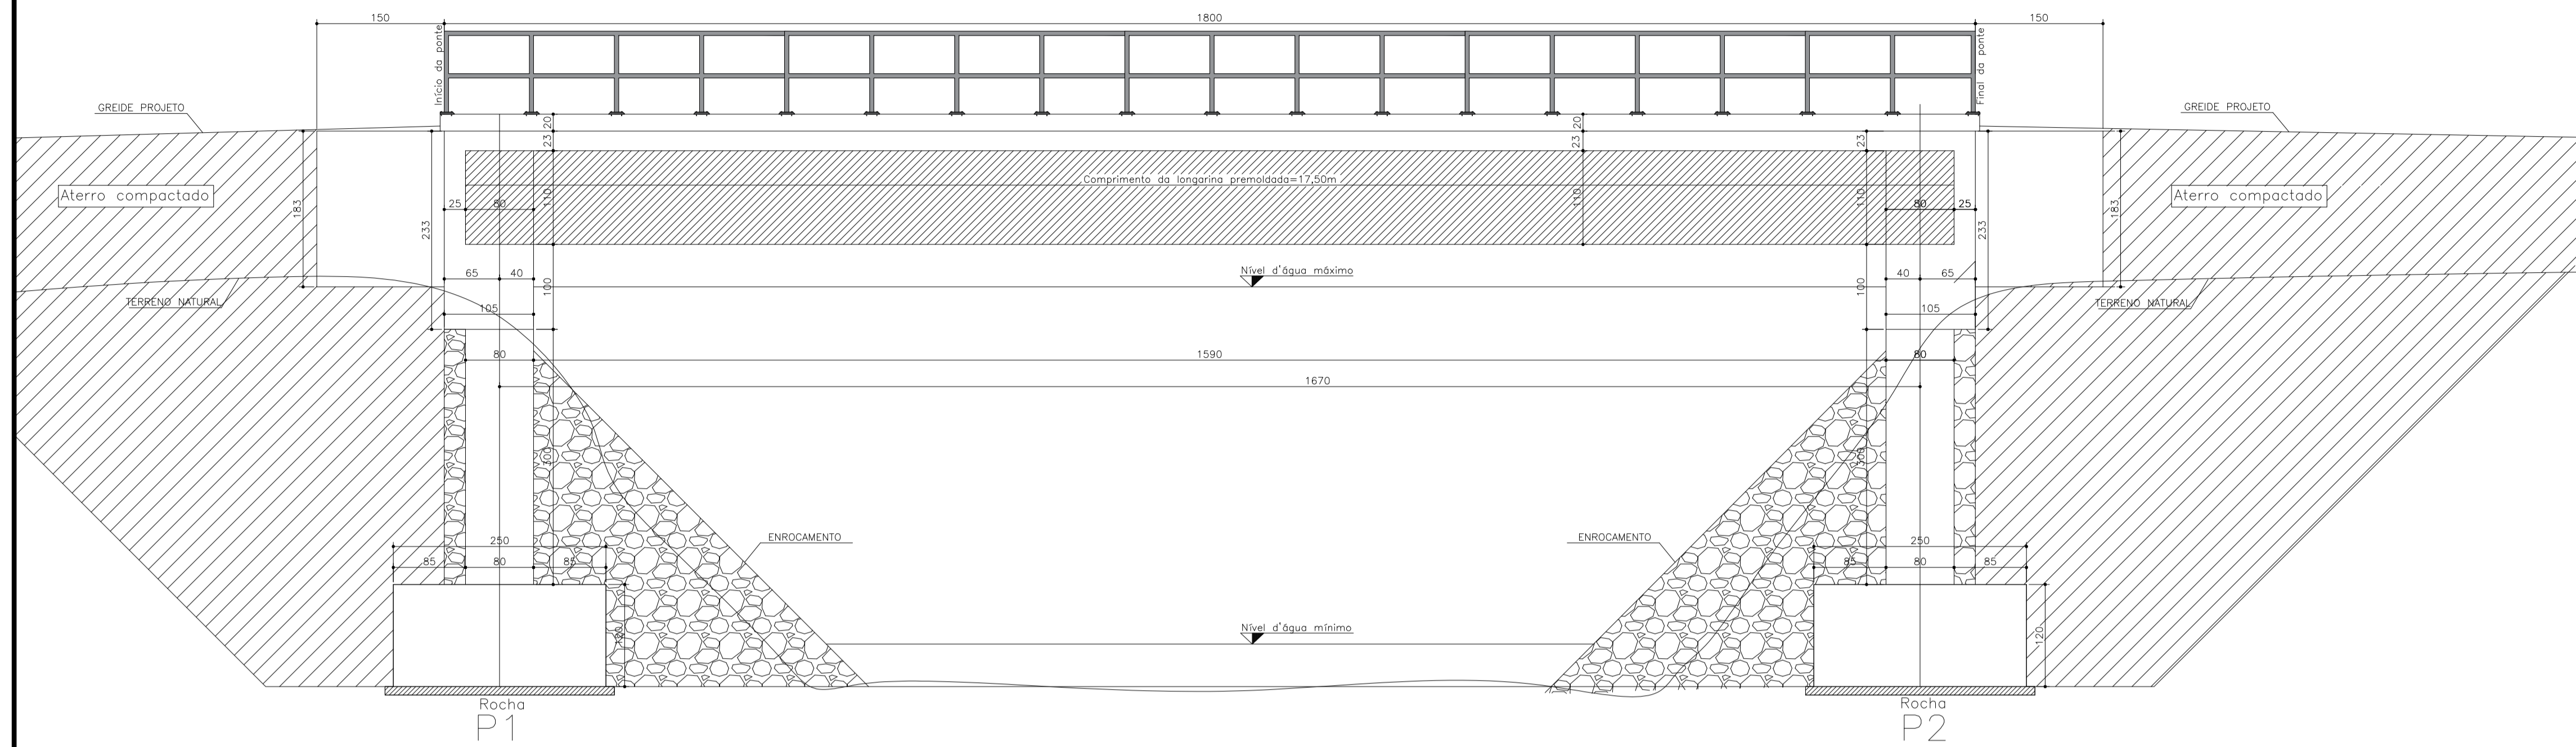 150
1800
150
Início da ponte
Final da ponte
GREIDE PROJETO
GREIDE PROJETO
20
20
23
23
23
Aterro compactado
Comprimento da longarina premoldada=17,50m
Aterro compactado
183
233
25
80
110
110
110
80
25
233
183
Nível d'água máximo
65
40
100
100
40
65
TERRENO NATURAL
TERRENO NATURAL
105
105
80
1590
80
1670
300
300
ENROCAMENTO
ENROCAMENTO
250
250
85
80
85
85
80
85
120
Nível d'água mínimo
120
Rocha
Rocha
P1
P2